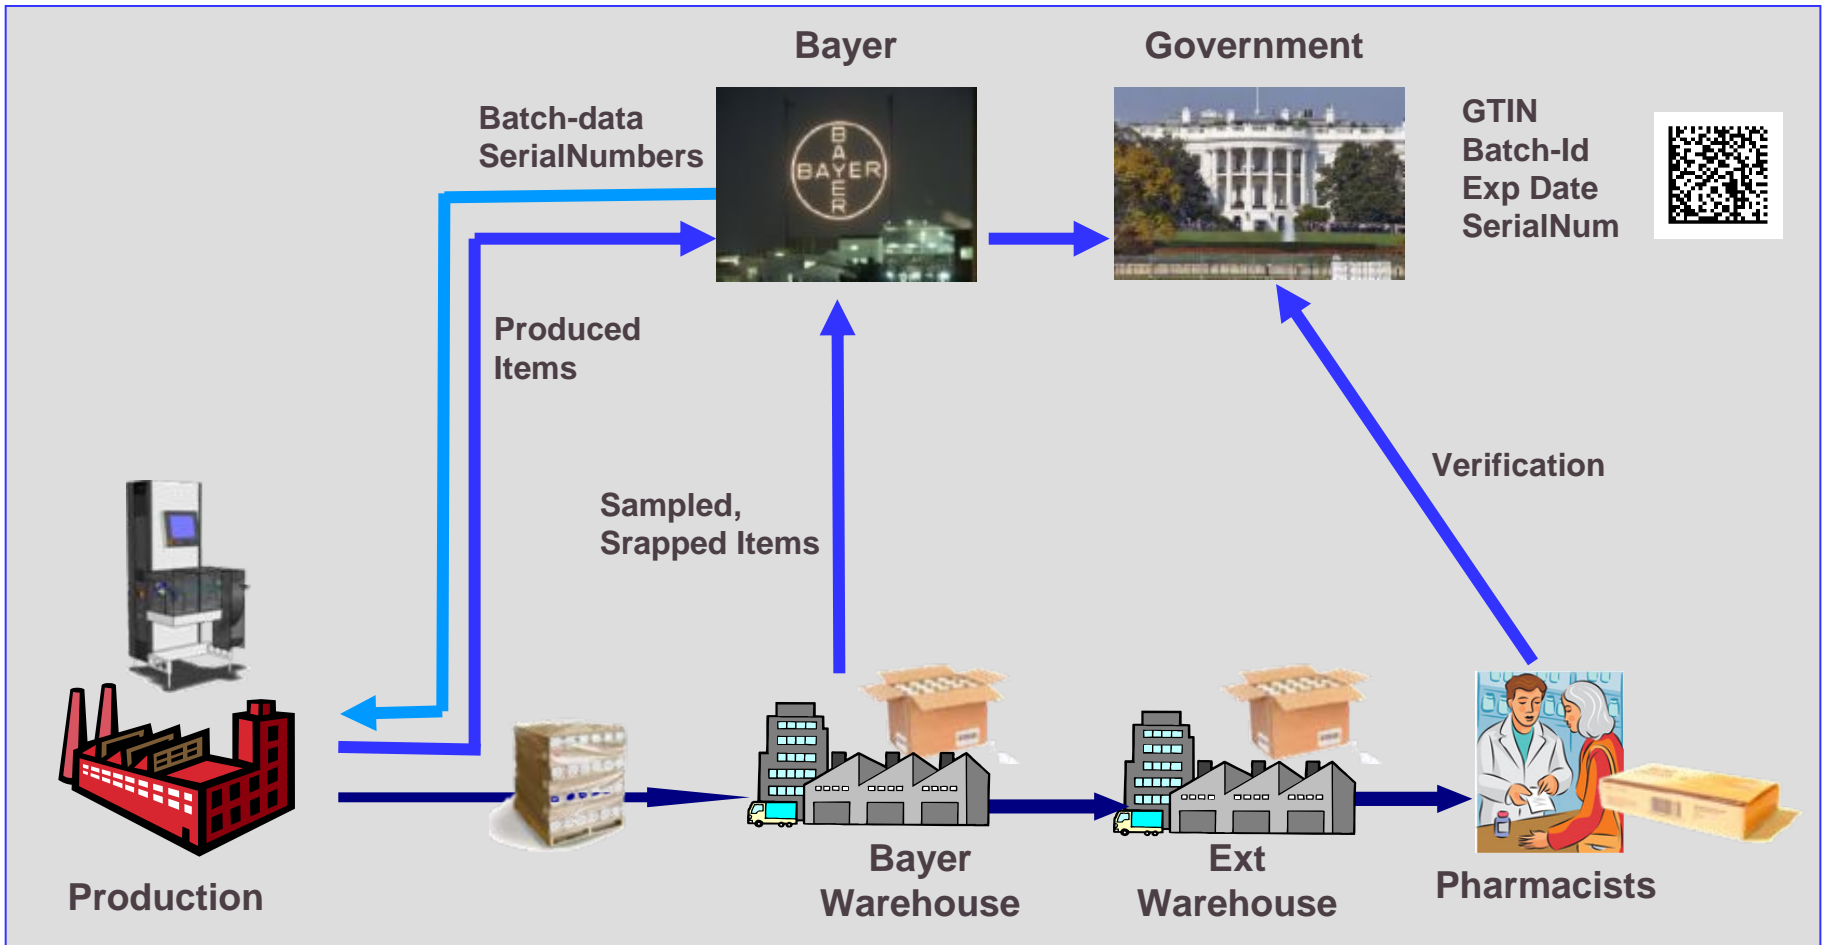 Bayer
Government
Batch-data
SerialNumbers
BAYER
BAYER
GTIN
Batch-Id
Exp Date
SerialNum
Produced
Items
Verification
Sampled,
Srapped Items
Bayer
Warehouse
Ext
Warehouse
Pharmacists
Production